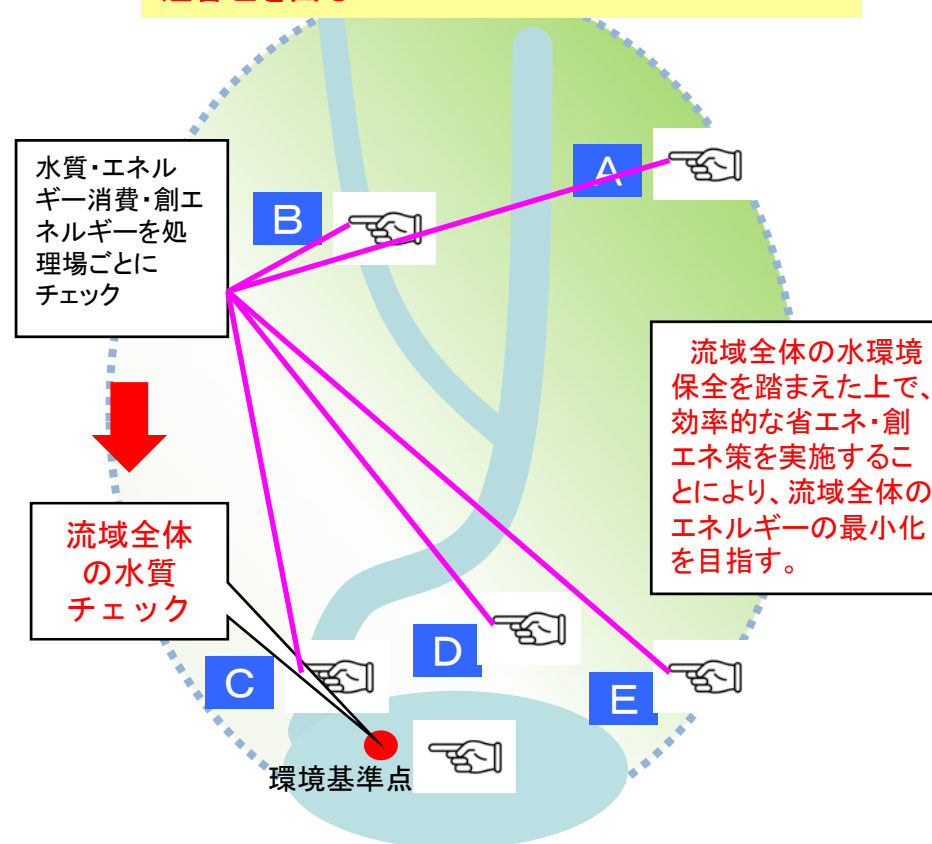 水質・エネル
ギー消費・創エ
ネルギーを処
理場ごとに
チェック
A
B
流域全体の水環境
保全を踏まえた上で、
効率的な省エネ・創
エネ策を実施するこ
とにより、流域全体の
エネルギーの最小化
を目指す。
流域全体
の水質
チェック
C
D
E
環境基準点